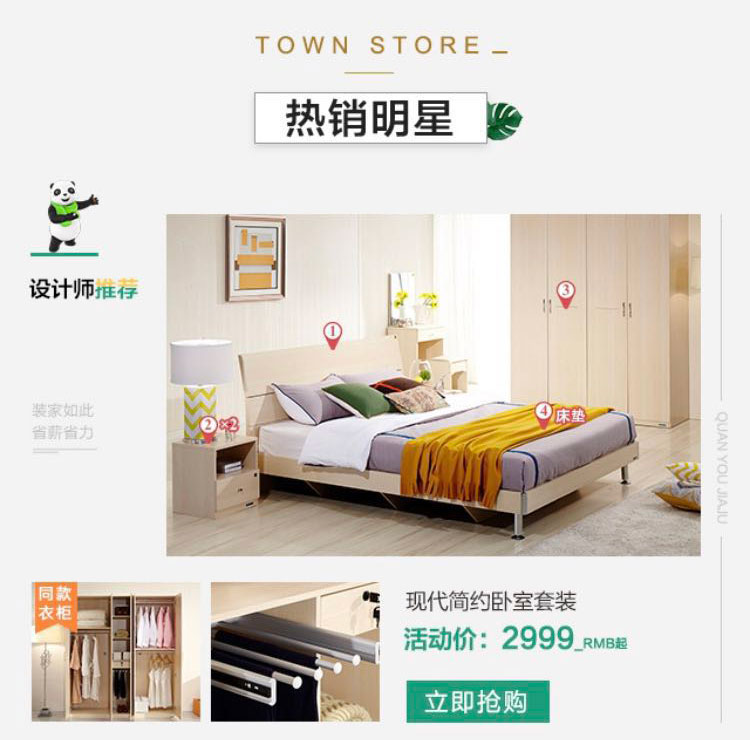 TOWN STORE_
热销明星
设计师推荐
装家如此
省薪省力
1
2 ×2
3
4 床垫
QUAN YOU JIAJU
同款
衣柜
现代简约卧室套装
活动价：2999_RMB起
立即抢购